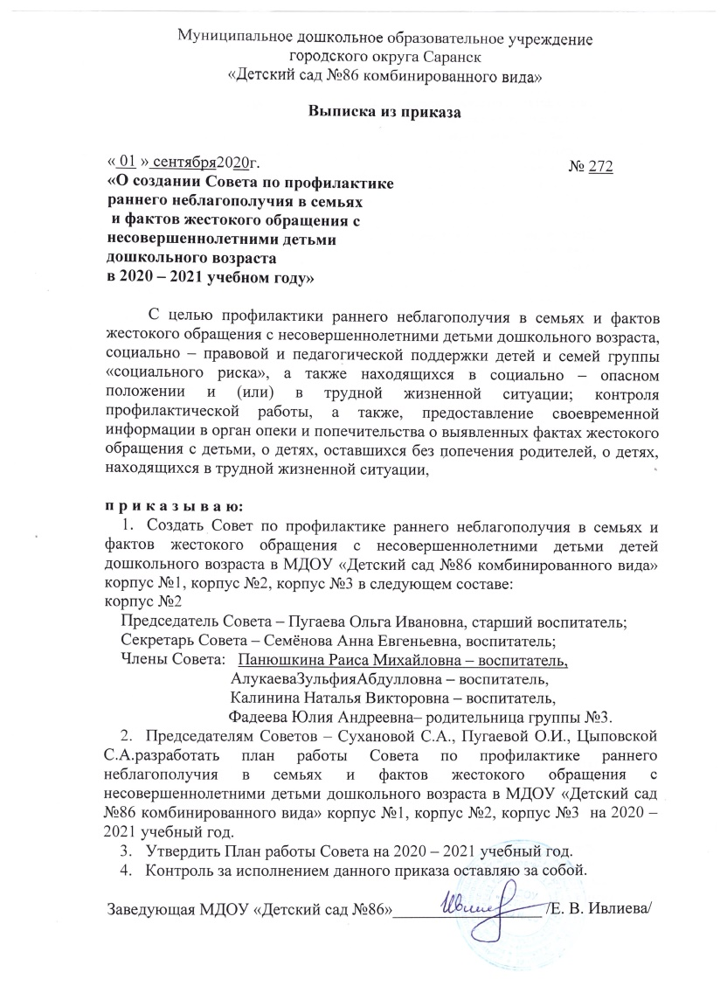 Муниципальное дошкольное образовательное учреждение
городского округа Саранск
«Детский сад №86 комбинированного вида»
Выписка из приказа
« 01 » сентября2020г.
№ 272
«О создании Совета по профилактике
раннего неблагополучия в семьях
и фактов жестокого обращения с
несовершеннолетними детьми
дошкольного возраста
в 2020 – 2021 учебном году»
С целью профилактики раннего неблагополучия в семьях и фактов
жестокого обращения с несовершеннолетними детьми дошкольного возраста,
социально – правовой и педагогической поддержки детей и семей группы
«социального риска», а также находящихся в социально – опасном
положении и (или) в трудной жизненной ситуации; контроля
профилактической работы, а также, предоставление своевременной
информации в орган опеки и попечительства о выявленных фактах жестокого
обращения с детьми, о детях, оставшихся без попечения родителей, о детях,
находящихся в трудной жизненной ситуации,
п р и к а з ы в а ю:
1. Создать Совет по профилактике раннего неблагополучия в семьях и
фактов жестокого обращения с несовершеннолетними детьми детей
дошкольного возраста в МДОУ «Детский сад №86 комбинированного вида»
корпус №1, корпус №2, корпус №3 в следующем составе:
корпус №2
Председатель Совета – Пугаева Ольга Ивановна, старший воспитатель;
Секретарь Совета – Семёнова Анна Евгеньевна, воспитатель;
Члены Совета: Панюшкина Раиса Михайловна – воспитатель,
АлукаеваЗульфияАбдулловна – воспитатель,
Калинина Наталья Викторовна – воспитатель,
Фадеева Юлия Андреевна– родительница группы №3.
2. Председателям Советов – Сухановой С.А., Пугаевой О.И., Цыповской
С.А.разработать план работы Совета по профилактике раннего
неблагополучия в семьях и фактов жестокого обращения с
несовершеннолетними детьми дошкольного возраста в МДОУ «Детский сад
№86 комбинированного вида» корпус №1, корпус №2, корпус №3 на 2020 –
2021 учебный год.
3. Утвердить План работы Совета на 2020 – 2021 учебный год.
4. Контроль за исполнением данного приказа оставляю за собой.
Заведующая МДОУ «Детский сад №86»__________________ /Е. В. Ивлиева/